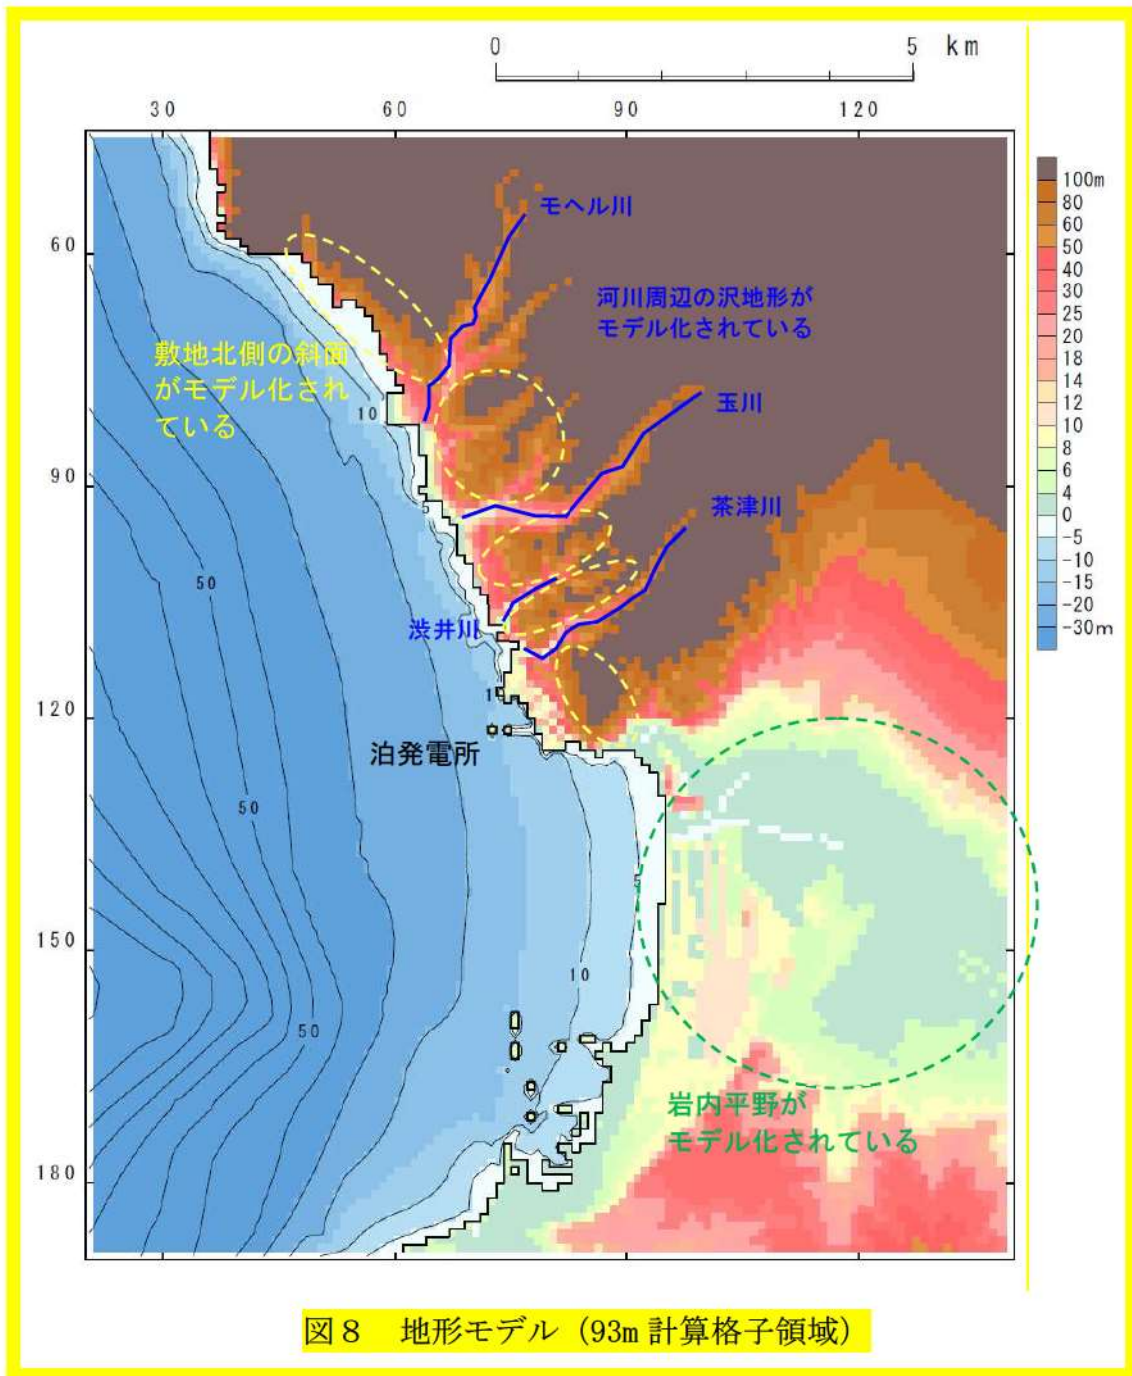 0 5 km
30 60 90 120
100m
80
60
50
40
30
25
20
18
14
12
10
8
6
4
0
-5
-10
-15
-20
-30m
モヘル川
60
河川周辺の沢地形が
モデル化されている
敷地北側の斜面
がモデル化され
ている
10
玉川
90
5
茶津川
50
渋井川
1
120
泊発電所
50
5
150
10
50
岩内平野が
モデル化されている
180
図8 地形モデル(93m 計算格子領域)